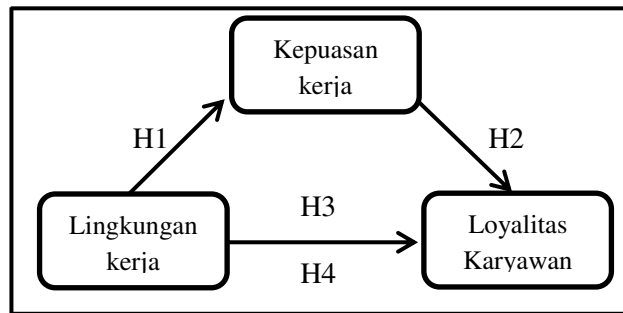 Kepuasan
kerja
H1
H2
Lingkungan
kerja
H3
H4
Loyalitas
Karyawan